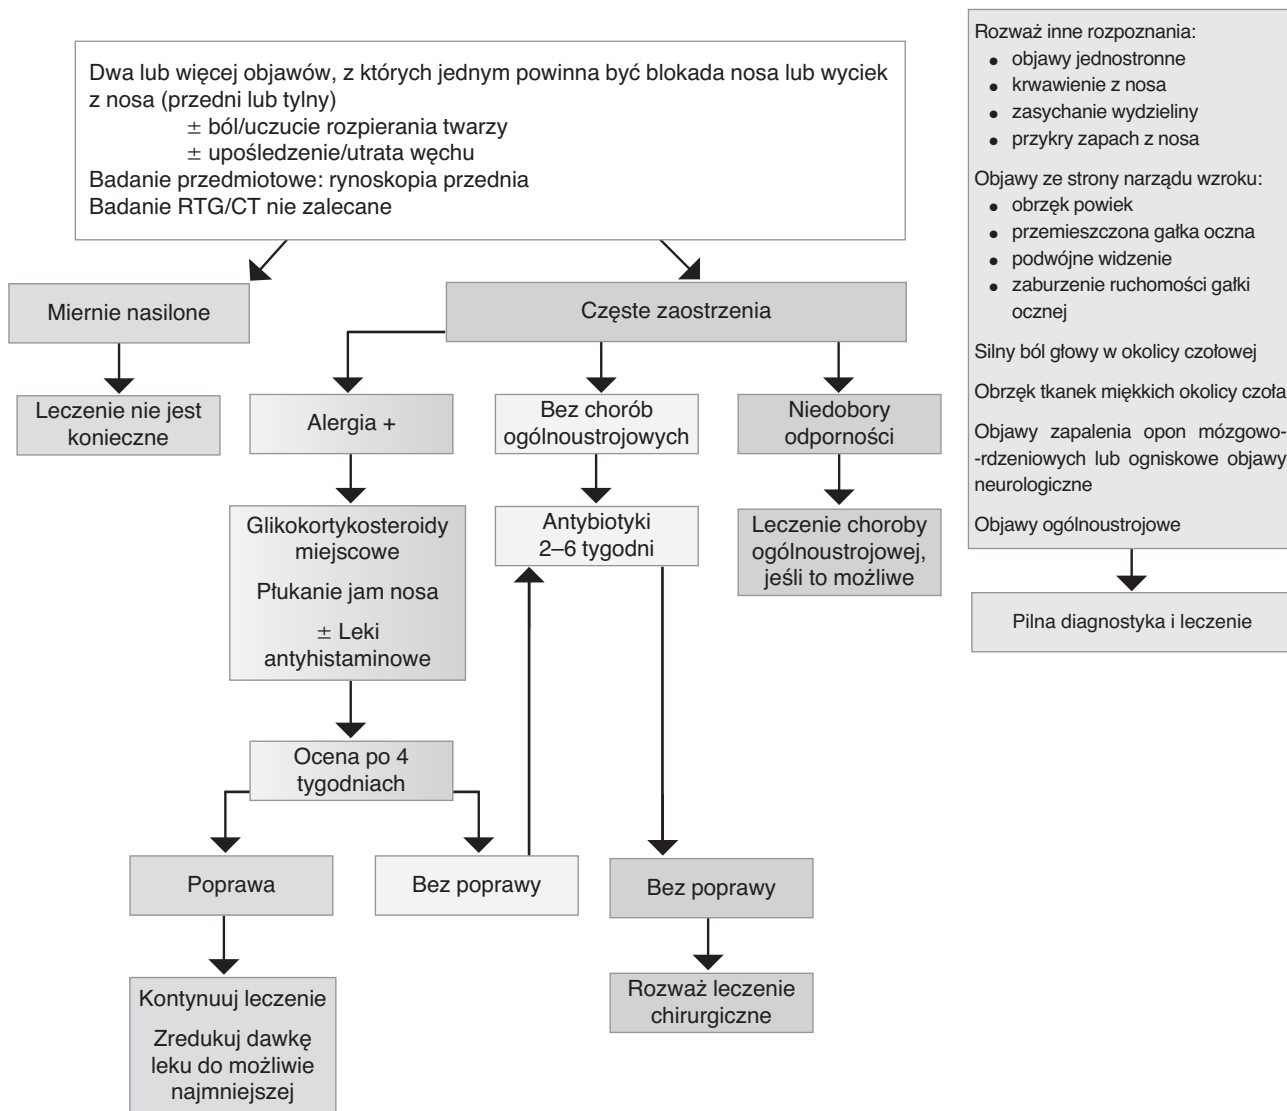 Dwa lub więcej objawów, z których jednym powinna być blokada nosa lub wyciek
z nosa (przedni lub tylny)
± ból/uczucie rozpierania twarzy
± upośledzenie/utrata węchu
Badanie przedmiotowe: rynoskopia przednia
Badanie RTG/CT nie zalecane
Miernie nasilone
Częste zaostrzenia
Leczenie nie jest
konieczne
Alergia +
Bez chorób
ogólnoustrojowych
Niedobory
odporności
Glikokortykosteroidy
miejscowe
Płukanie jam nosa
± Leki
antyhistaminowe
Antybiotyki
2–6 tygodni
Leczenie choroby
ogólnoustrojowej,
jeśli to możliwe
Ocena po 4
tygodniach
Poprawa
Bez poprawy
Bez poprawy
Kontynuuj leczenie
Zredukuj dawkę
leku do możliwie
najmniejszej
Rozważ leczenie
chirurgiczne
Rozważ inne rozpoznania:
● objawy jednostronne
● krwawienie z nosa
● zasychanie wydzieliny
● przykry zapach z nosa
Objawy ze strony narządu wzroku:
● obrzęk powiek
● przemieszczona gałka oczna
● podwójne widzenie
● zaburzenie ruchomości gałki
ocznej
Silny ból głowy w okolicy czołowej
Obrzęk tkanek miękkich okolicy czoła
Objawy zapalenia opon mózgowo-
-rdzeniowych lub ogniskowe objawy
neurologiczne
Objawy ogólnoustrojowe
Pilna diagnostyka i leczenie